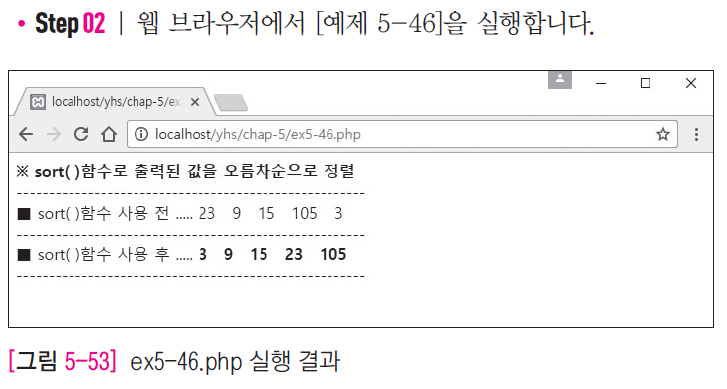 • Step 02 | 웹 브라우저에서 [예제 5-46]을 실행합니다.
localhost/yhs/chap-5/ex5
localhost/yhs/chap-5/ex5-46.php
※ sort( )함수로 출력된 값을 오름차순으로 정렬
--------------------------------------------------
■ sort( )함수 사용 전 ..... 23 9 15 105 3
--------------------------------------------------
■ sort( )함수 사용 후 ..... 3 9 15 23 105
--------------------------------------------------
[그림 5-53] ex5-46.php 실행 결과